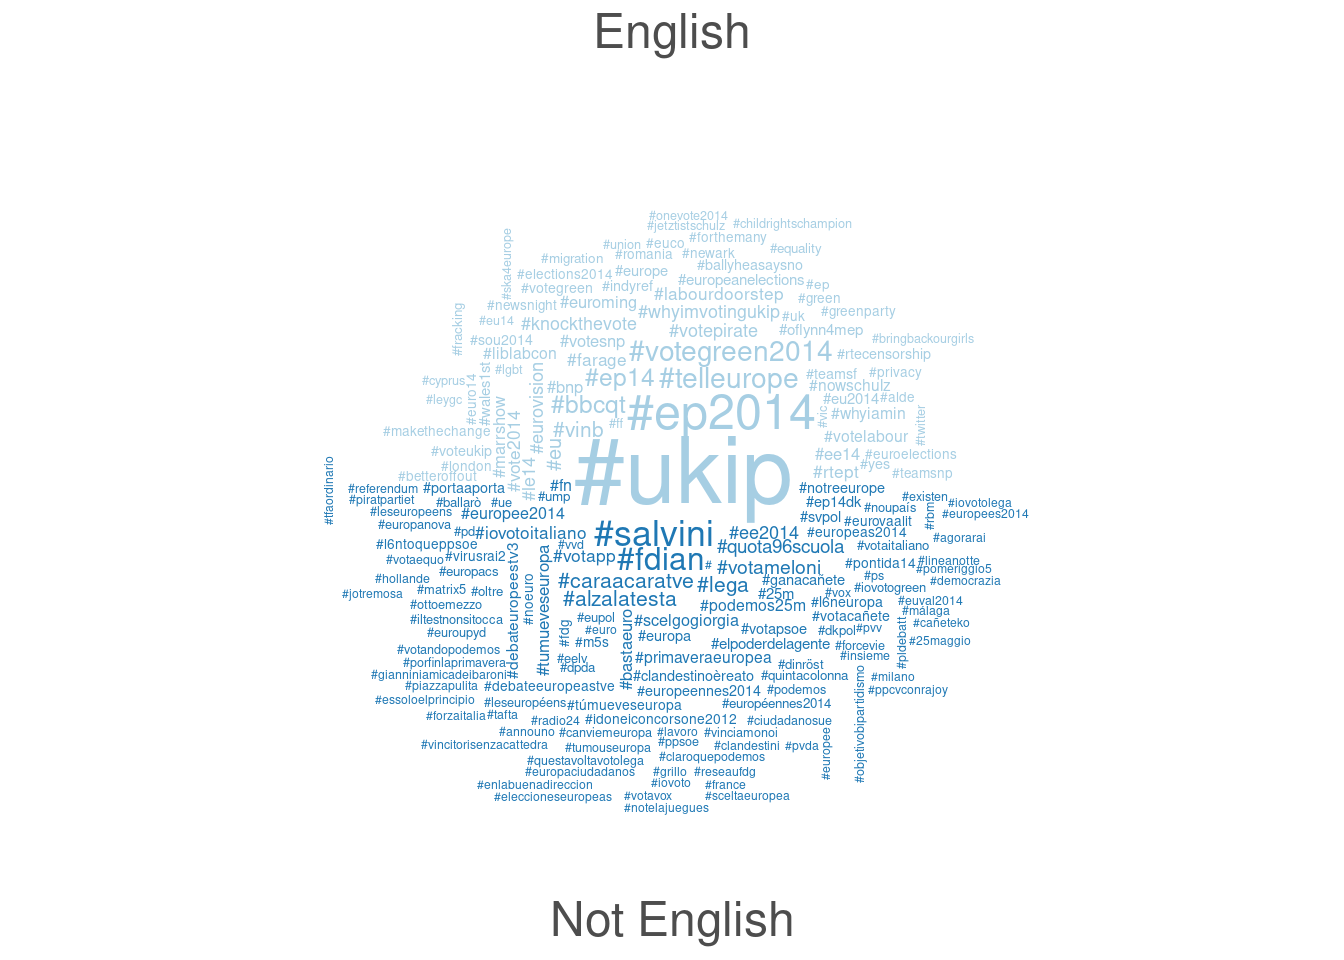 English
#onevote2014
#jetztistschulz
#childrightschampion
#forthemany
#union
#euco
#equality
#ska4europe
#migration
#romania
#newark
#ballyheasaysno
#elections2014
#europe
#europeanelections
#ep
#votegreen
#indyref
#labourdoorstep
#green
#newsnight
#euroming
#whyimvotingukip
#uk
#greenparty
#fracking
#eu14
#knockthevote
#votepirate
#oflynn4mep
#sou2014
#votesnp
#bringbackourgirls
#liblabcon
#farage
#votegreen2014
#rtecensorship
#lgbt
#ep14
#telleurope
#teamsf
#privacy
#cyprus
#euro14
#wales1st
#eurovision
#bnp
#nowschulz
#leygc
#marrshow
#vote2014
#bbcqt
#ep2014
#vic
#eu2014
#alde
#whyiamin
#twitter
#makethechange
#vinb
#ff
#votelabour
#voteukip
#eu
#ee14
#euroelections
#london
#le14
#ukip
#yes
#betteroffout
#rtept
#teamsnp
#tfaordinario
#referendum
#portaaporta
#fn
#notreeurope
#piratpartiet
#ballarò
#ue
#ump
#ep14dk
#existen
#iovotolega
#leseuropeens
#europee2014
#noupaís
#rbm
#europees2014
#europanova
#pd
#iovotoitaliano
#salvini
#ee2014
#svpol
#eurovaalit
#europeas2014
#agorarai
#l6ntoqueppsoe
#vvd
#quota96scuola
#votaitaliano
#votaequo
#virusrai2
#votapp
#fdian
#
#votameloni
#pontida14
#lineanotte
#pomeriggio5
#hollande
#europacs
#caraacaratve
#lega
#ganacañete
#ps
#democrazia
#jotremosa
#matrix5
#oltre
#noeuro
#alzalatesta
#25m
#vox
#iovotogreen
#ottoemezzo
#debateuropeestv3
#tumueveseuropa
#podemos25m
#l6neuropa
#euval2014
#málaga
#iltestnonsitocca
#fdg
#eupol
#bastaeuro
#scelgogiorgia
#votacañete
#cañeteko
#euroupyd
#euro
#europa
#votapsoe
#dkpol
#pvv
#pldebatt
#25maggio
#votandopodemos
#m5s
#elpoderdelagente
#forcevie
#porfinlaprimavera
#eelv
#primaveraeuropea
#dinröst
#insieme
#gianniniamicadeibaroni
#dpda
#clandestinoèreato
#quintacolonna
#milano
#piazzapulita
#debateeuropeastve
#europeennes2014
#podemos
#ppcvconrajoy
#essoloelprincipio
#leseuropéens
#túmueveseuropa
#européennes2014
#objetivobipartidismo
#forzaitalia
#tafta
#radio24
#idoneiconcorsone2012
#ciudadanosue
#announo
#canviemeuropa
#lavoro
#vinciamonoi
#europee
#vincitorisenzacattedra
#tumouseuropa
#ppsoe
#clandestini
#pvda
#questavoltavotolega
#claroquepodemos
#europaciudadanos
#grillo
#reseaufdg
#enlabuenadireccion
#iovoto
#france
#eleccioneseuropeas
#votavox
#sceltaeuropea
#notelajuegues
Not English